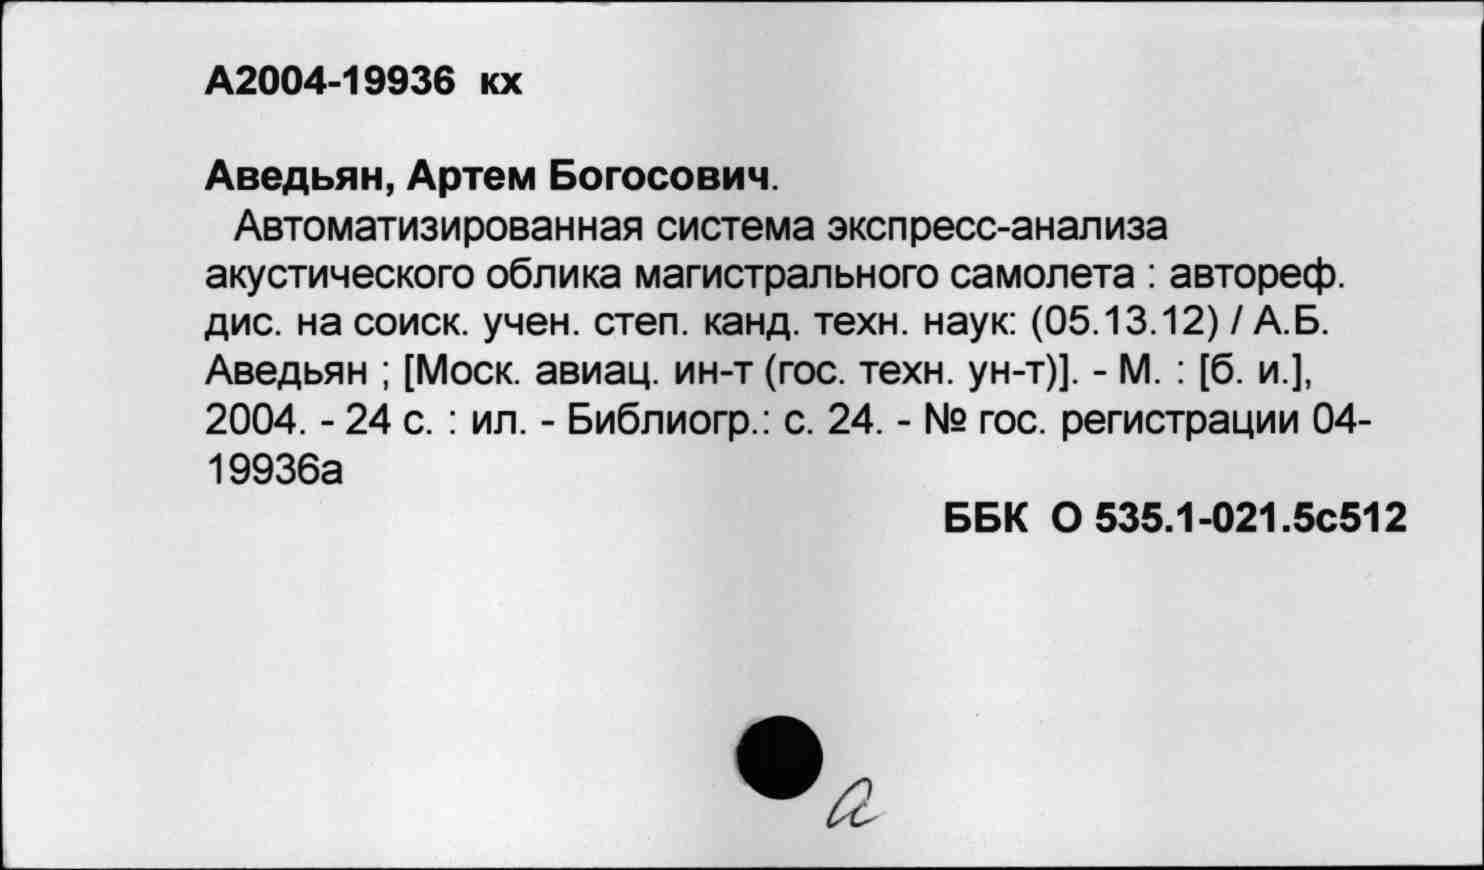 А2004-19936 кх
Аведьян, Артем Богосович.
Автоматизированная система экспресс-анализа
акустического облика магистрального самолета : автореф.
дис. на соиск. учен. степ. канд. техн. наук: (05.13.12) / А.Б.
Аведьян ; [Моск. авиац. ин-т (гос. техн. ун-т)]. - М. : [б. и.],
2004. - 24 с. : ил. - Библиогр.: с. 24. - № гос. регистрации 04-
19936а
ББК О 535.1-021.5с512
а